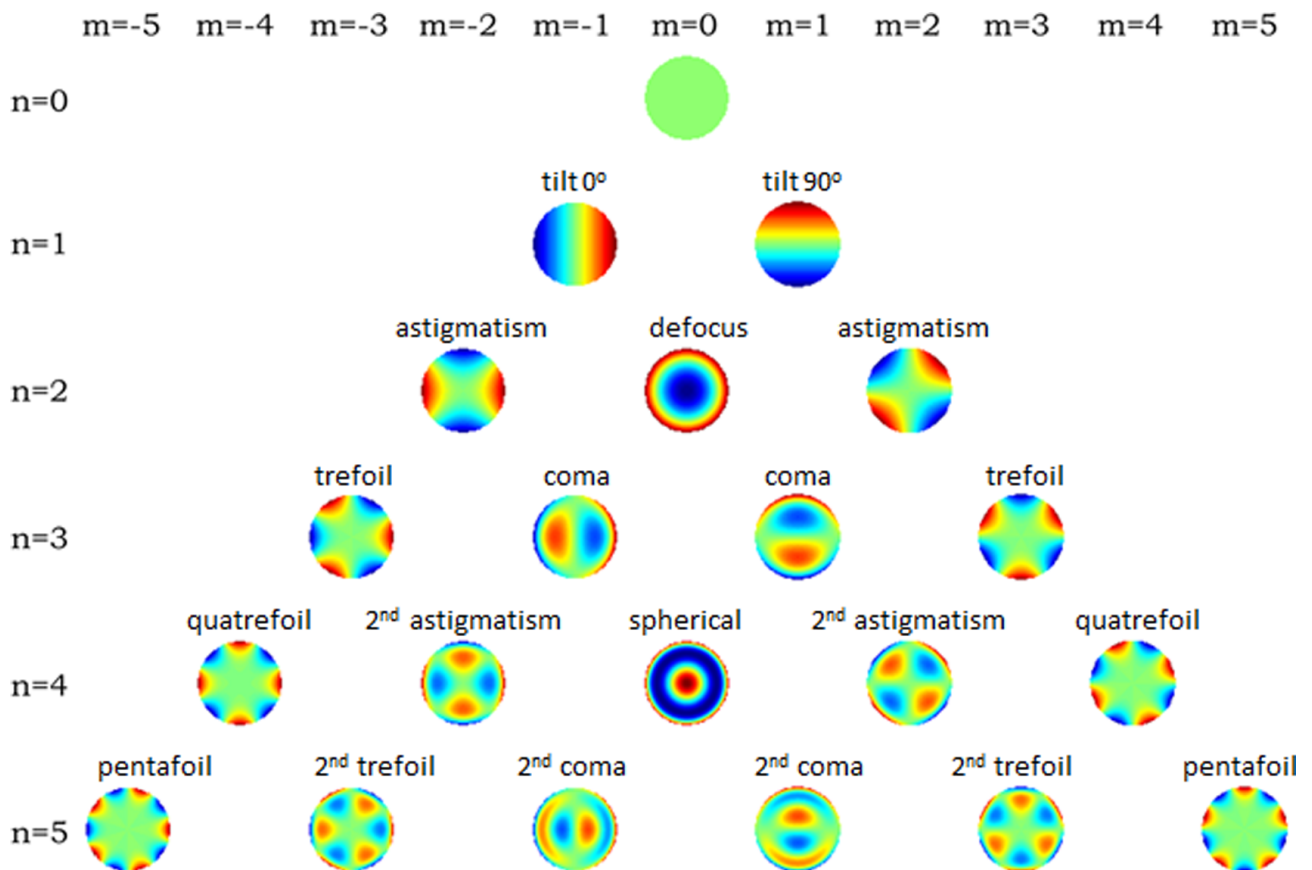 m=-5 m=-4 m=-3 m=-2 m=-1 m=0 m=1 m=2 m=3 m=4 m=5
n=0
tilt 0º tilt 90º
n=1
astigmatism defocus astigmatism
n=2
trefoil coma coma trefoil
n=3
quatrefoil 2nd astigmatism spherical 2nd astigmatism quatrefoil
n=4
pentafoil 2nd trefoil 2nd coma 2nd coma 2nd trefoil pentafoil
n=5